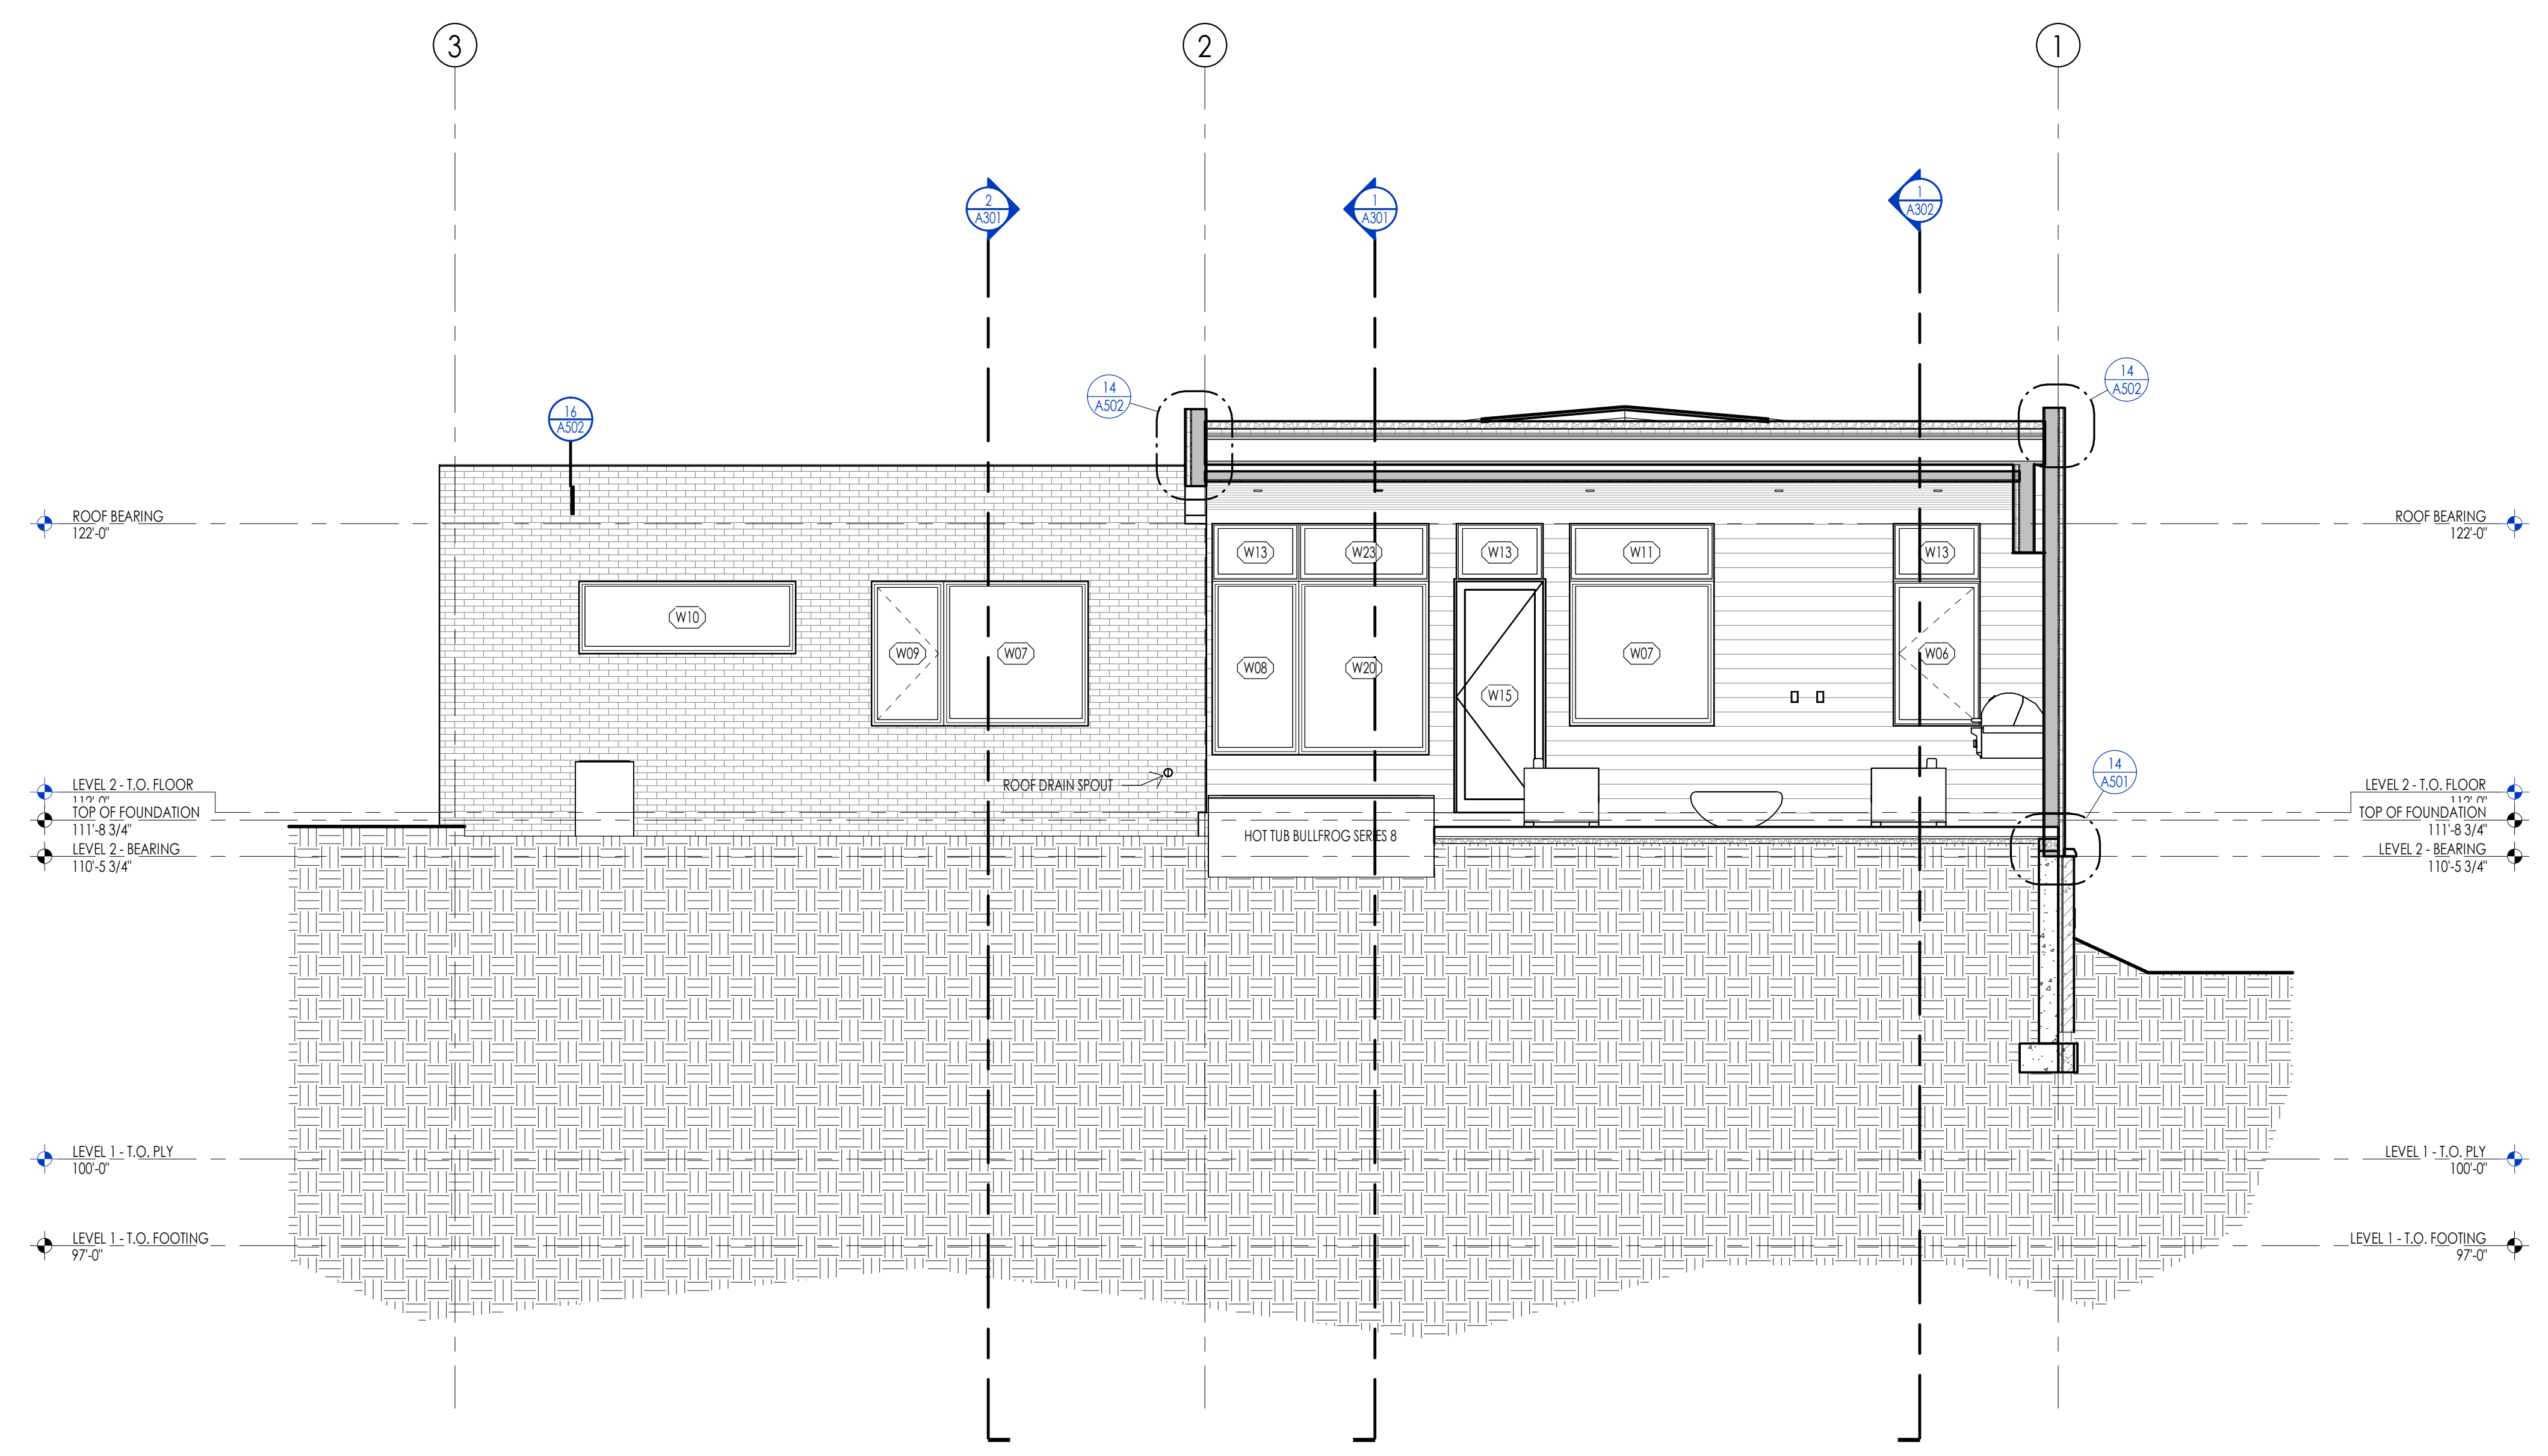 3
2
1
2
A301
1
A301
1
A302
14
A502
14
A502
16
A502
ROOF BEARING
122'-0"
ROOF BEARING
122'-0"
W13
W23
W13
W11
W13
W10
W09
W07
W08
W20
W15
W07
W06
ROOF DRAIN SPOUT
14
A501
LEVEL 2 - T.O. FLOOR
112'-0"
TOP OF FOUNDATION
111'-8 3/4"
LEVEL 2 - BEARING
110'-5 3/4"
HOT TUB BULLFROG SERIES 8
LEVEL 2 - T.O. FLOOR
112'-0"
TOP OF FOUNDATION
111'-8 3/4"
LEVEL 2 - BEARING
110'-5 3/4"
LEVEL 1 - T.O. PLY
100'-0"
LEVEL 1 - T.O. PLY
100'-0"
LEVEL 1 - T.O. FOOTING
97'-0"
LEVEL 1 - T.O. FOOTING
97'-0"